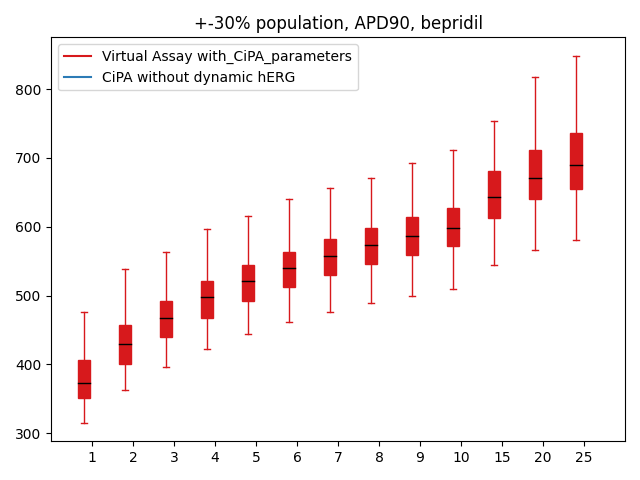 +-30% population, APD90, bepridil
Virtual Assay with_CiPA_parameters
CiPA without dynamic hERG
800
700
600
500
400
300
1 2 3 4 5 6 7 8 9 10 15 20 25